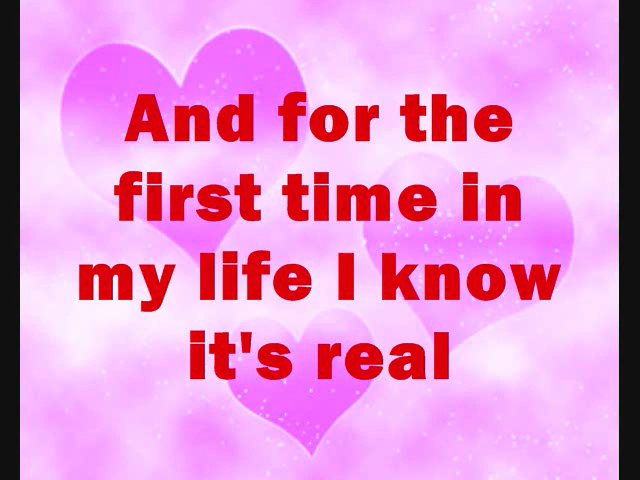 And for the
first time in
my life I know
it's real